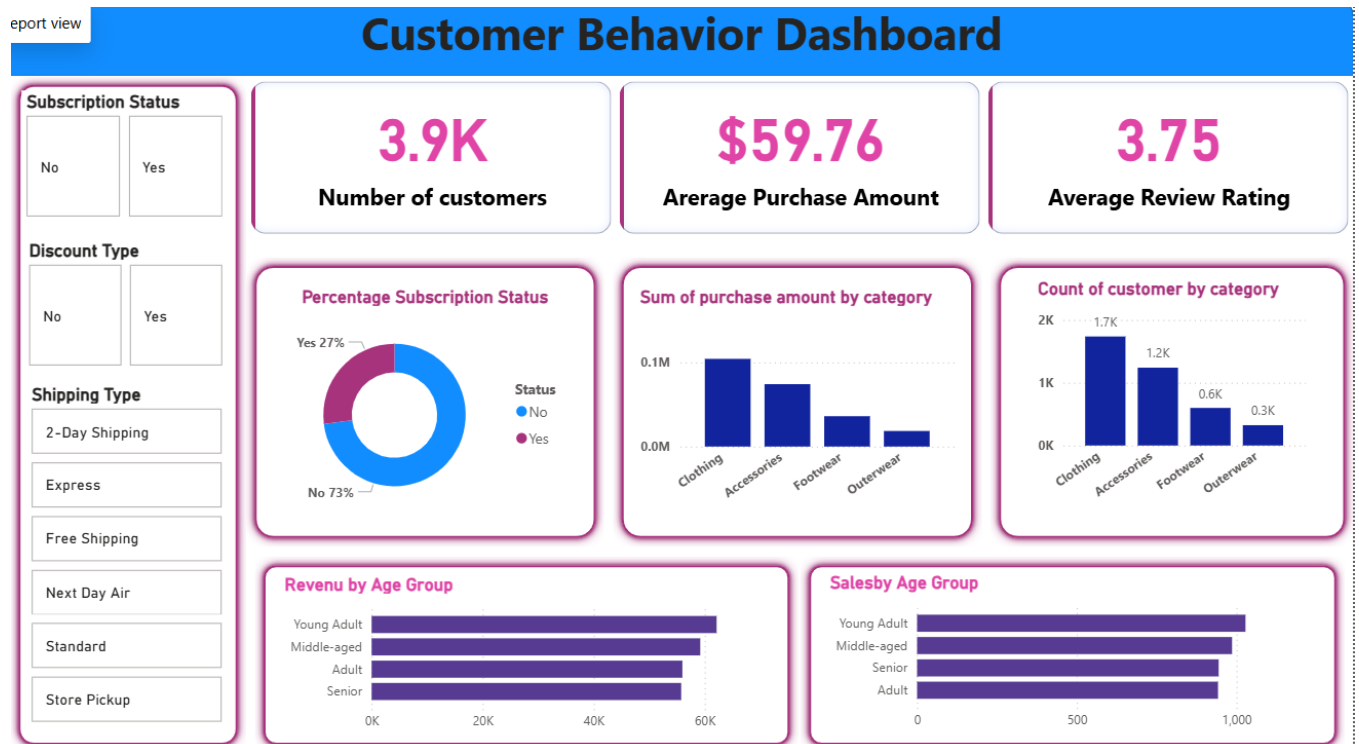 eport view
Customer Behavior Dashboard
Subscription Status
No
Yes
Discount Type
No
Yes
Shipping Type
2-Day Shipping
Express
Free Shipping
Next Day Air
Standard
Store Pickup
3.9K
Number of customers
$59.76
Arerage Purchase Amount
3.75
Average Review Rating
Percentage Subscription Status
Yes 27%
No 73%
Status
No
Yes
Sum of purchase amount by category
0.1M
0.0M
Clothing
Accessories
Footwear
Outerwear
Count of customer by category
2K
1K
0K
1.7K
1.2K
0.6K
0.3K
Clothing
Accessories
Footwear
Outerwear
Revenu by Age Group
Young Adult
Middle-aged
Adult
Senior
0K 20K 40K 60K
Salesby Age Group
Young Adult
Middle-aged
Senior
Adult
0 500 1,000